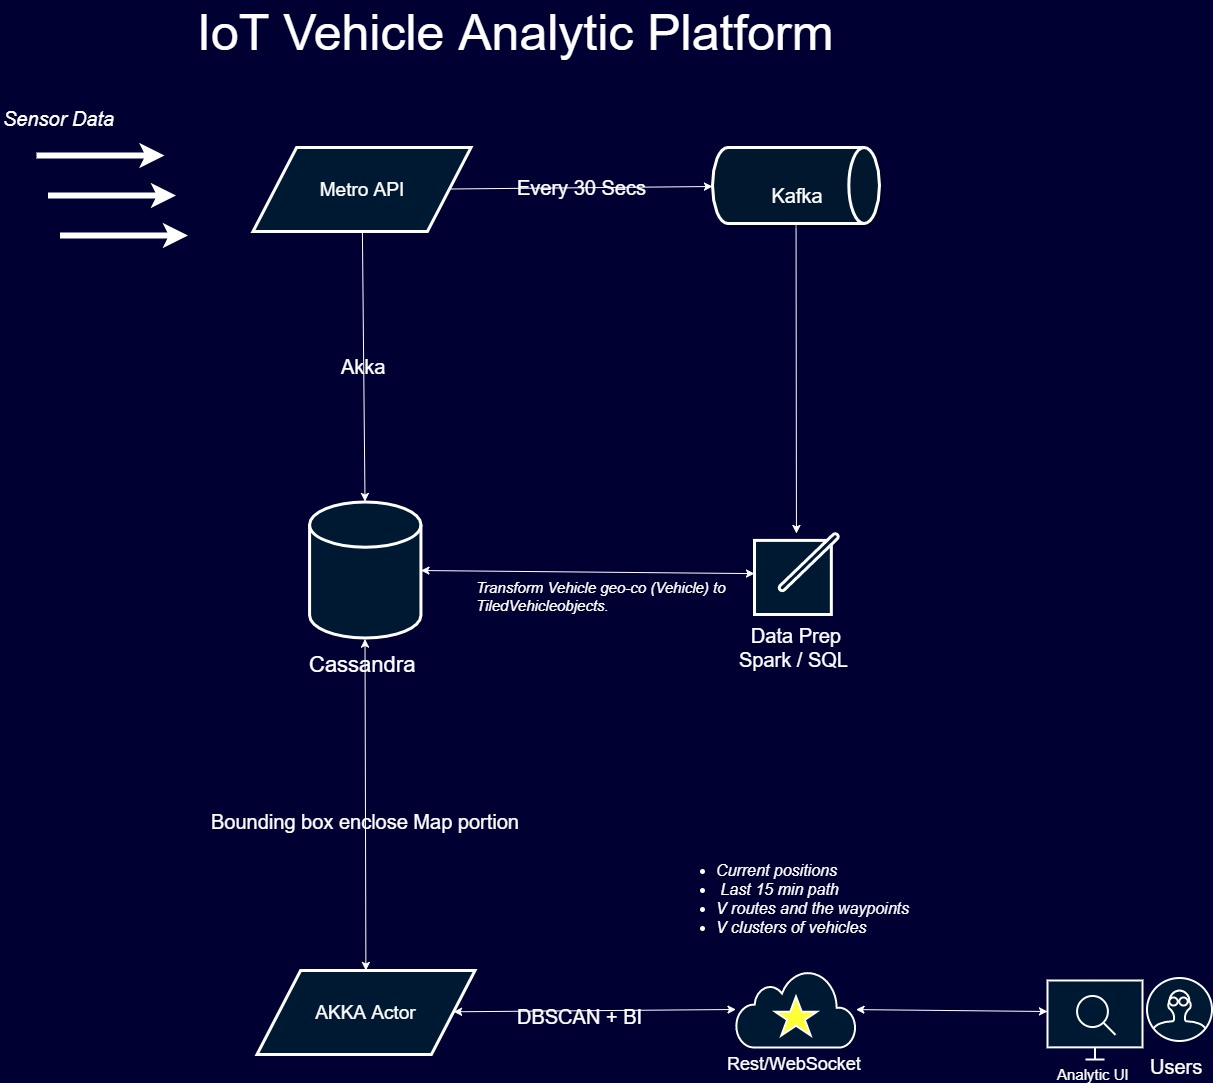 IoT Vehicle Analytic Platform
Sensor Data
Metro API
Every 30 Secs
Kafka
Akka
Transform Vehicle geo-co (Vehicle) to
TiledVehicleobjects.
Cassandra
Data Prep
Spark / SQL
Bounding box enclose Map portion
• Current positions
• Last 15 min path
• V routes and the waypoints
• V clusters of vehicles
AKKA Actor
DBSCAN + BI
Rest/WebSocket
Analytic UI
Users